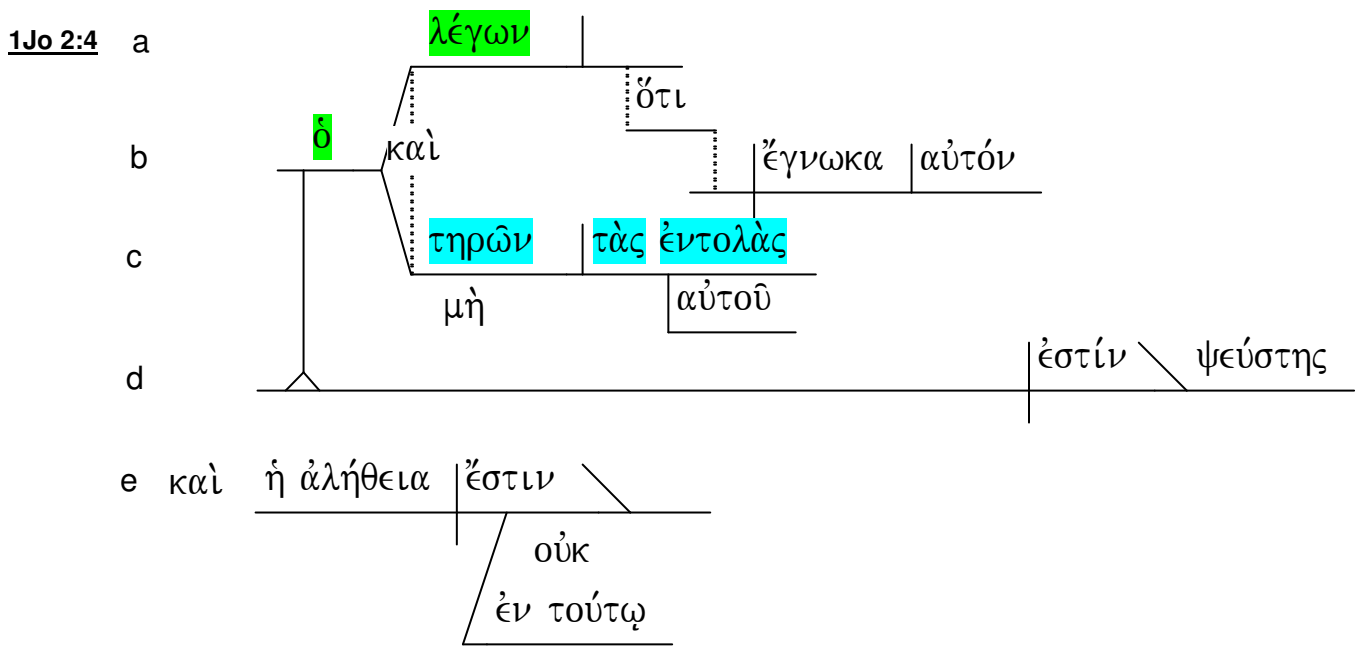 1Jo 2:4 a λέγων
ὅτι
ὁ
b καὶ ἔγνωκα αὐτόν
c τηρῶν τὰς ἐντολὰς
μὴ αὐτοῦ
d ἐστίν ψεύστης
e καὶ ἡ ἀλήθεια ἔστιν
οὐκ
ἐν τούτῳ